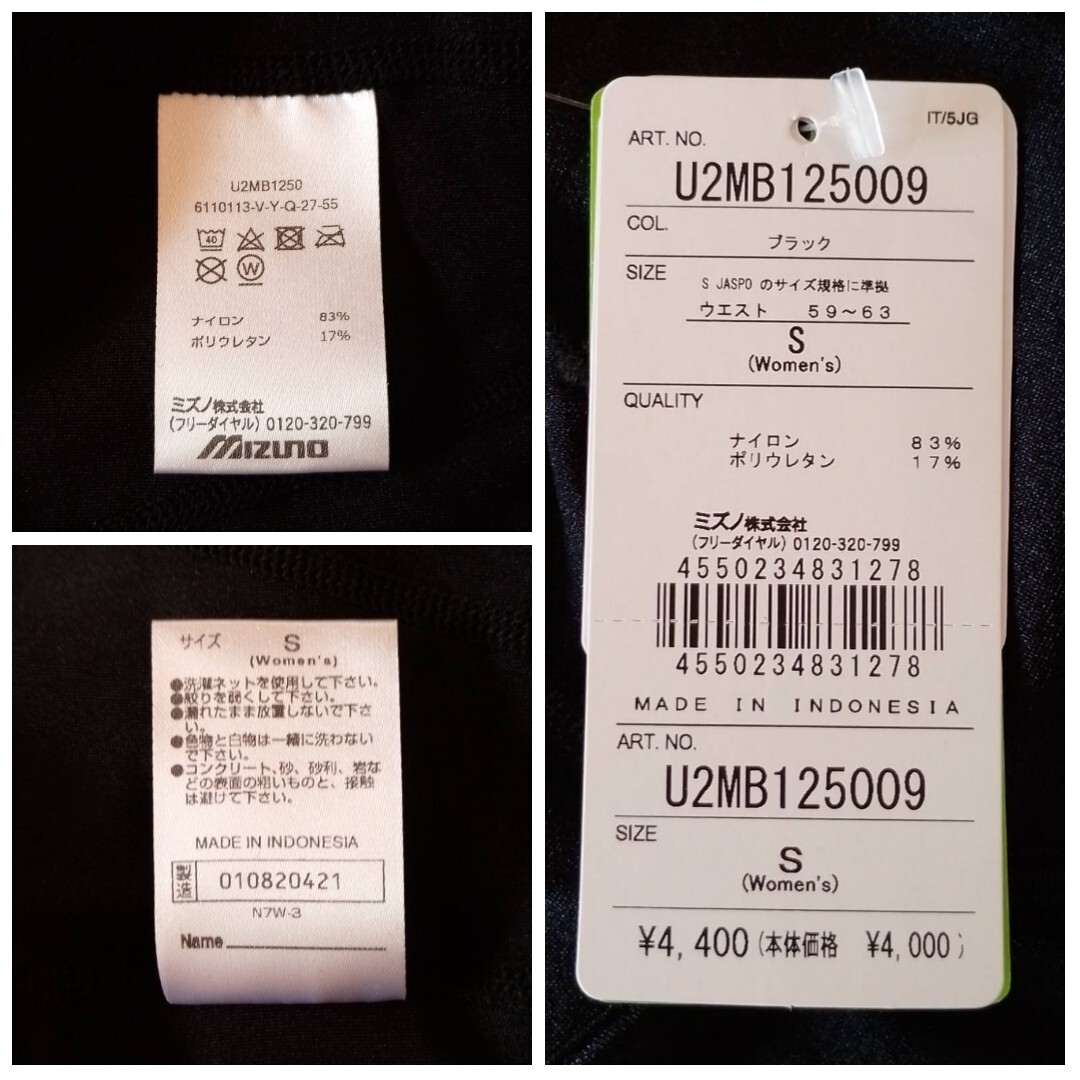 U2MB1250
6110113-V-Y-Q-27-55
40
W
ナイロン 83%
ポリウレタン 17%
ミズノ株式会社
(フリーダイヤル) 0120-320-799
MIZUNO
サイズ S
(Women's)
●洗濯ネットを使用して下さい。
●絞りを弱くして下さい。
●濡れたまま放置しないで下さ
い。
●色物と白物は一緒に洗わない
で下さい。
●コンクリート、砂、砂利、岩な
どの表面の粗いものと、接触
は避けて下さい。
MADE IN INDONESIA
製造 010820421
N7W-3
Name
IT/5JG
ART. NO.
U2MB125009
COL.
ブラック
SIZE
S JASPO のサイズ規格に準拠
ウエスト 59～63
S
(Women's)
QUALITY
ナイロン 83%
ポリウレタン 17%
ミズノ株式会社
(フリーダイヤル) 0120-320-799
4550234831278
4550234831278
MADE IN INDONESIA
ART. NO.
U2MB125009
SIZE
S
(Women's)
¥4,400 (本体価格 ¥4,000)